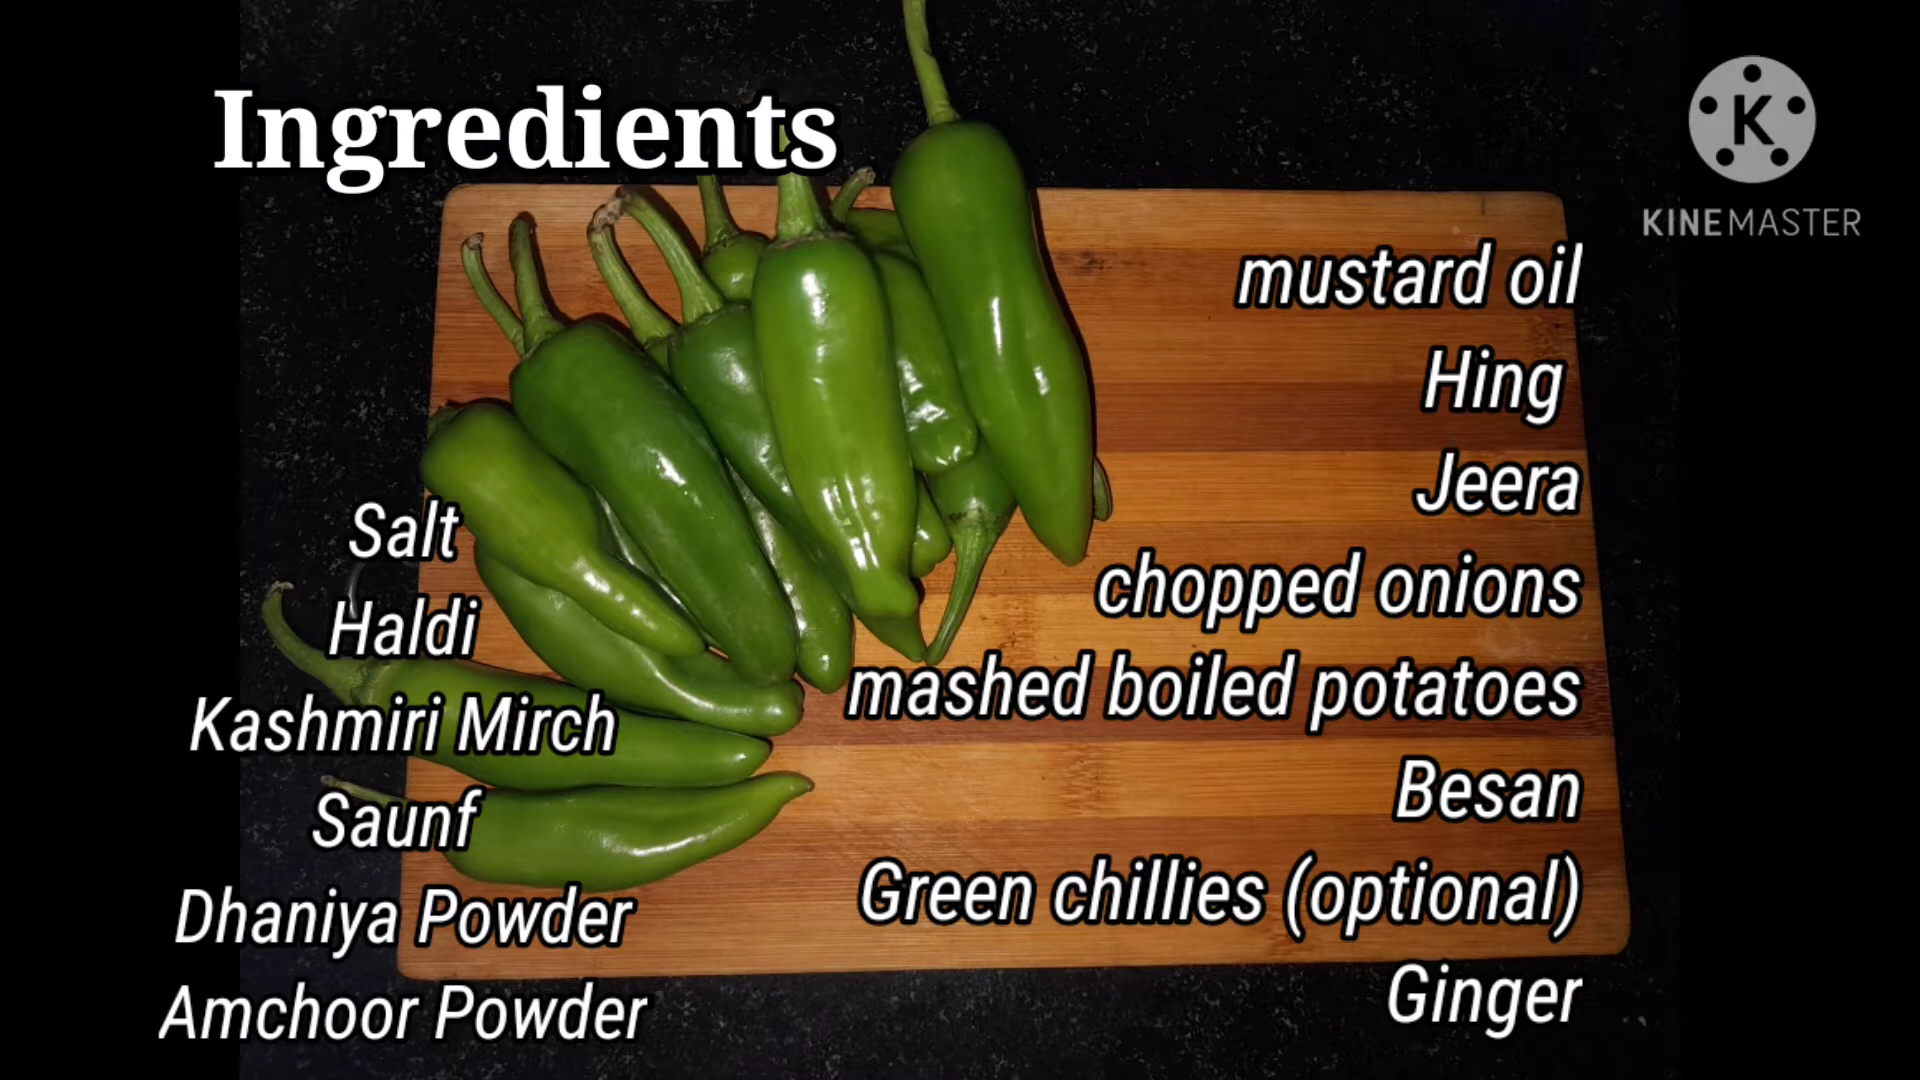 Ingredients
K
KINEMASTER
mustard oil
Hing
Jeera
chopped onions
mashed boiled potatoes
Besan
Green chillies (optional)
Ginger
Salt
Haldi
Kashmiri Mirch
Saunf
Dhaniya Powder
Amchoor Powder